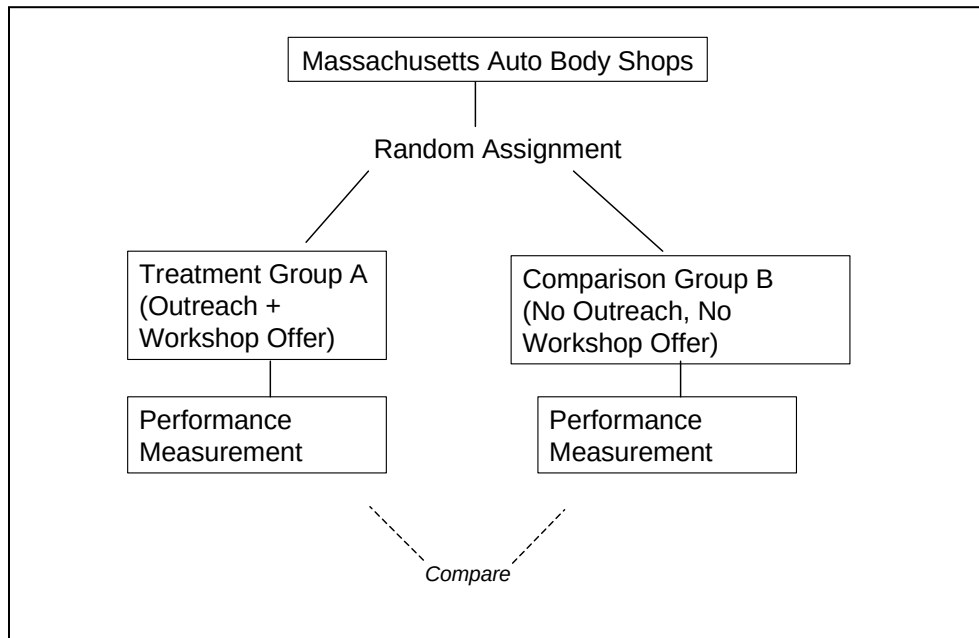 Massachusetts Auto Body Shops
Random Assignment
Treatment Group A
(Outreach +
Workshop Offer)
Comparison Group B
(No Outreach, No
Workshop Offer)
Performance
Measurement
Performance
Measurement
Compare